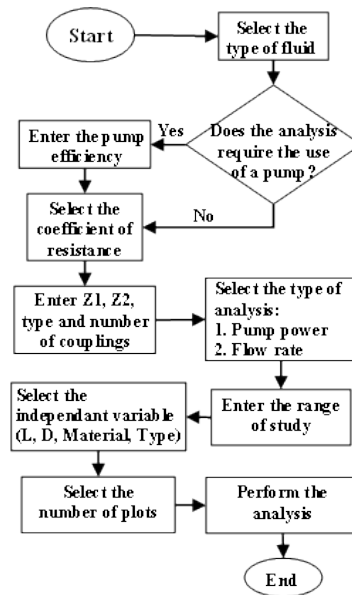 Start
Select the
type of fluid
Does the analysis
require the use
of a pump ?
Yes
Enter the pump
efficiency
No
Select the
coefficient of
resistance
Enter Z1, Z2,
type and number
of couplings
Select the type of
analysis:
1. Pump power
2. Flow rate
Enter the range
of study
Select the
independant variable
(L, D, Material, Type)
Select the
number of plots
Perform the
analysis
End